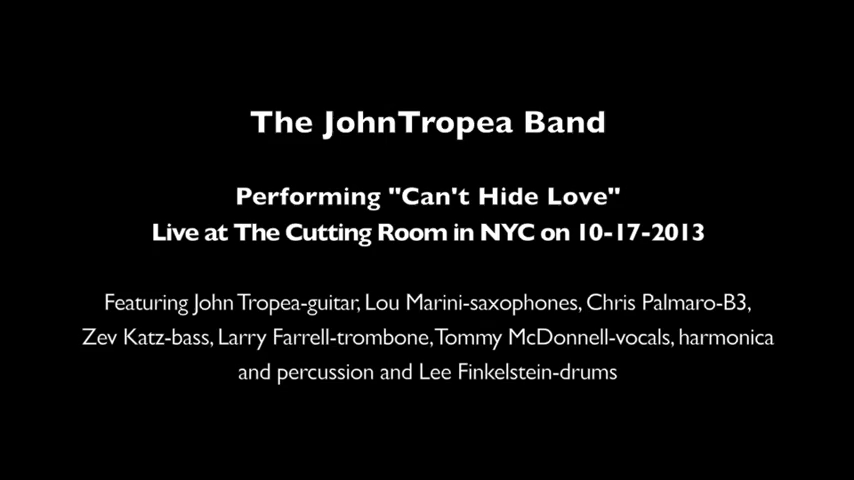 The JohnTropea Band
Performing "Can't Hide Love"
Live at The Cutting Room in NYC on 10-17-2013
Featuring John Tropea-guitar, Lou Marini-saxophones, Chris Palmaro-B3,
Zev Katz-bass, Larry Farrell-trombone, Tommy McDonnell-vocals, harmonica
and percussion and Lee Finkelstein-drums